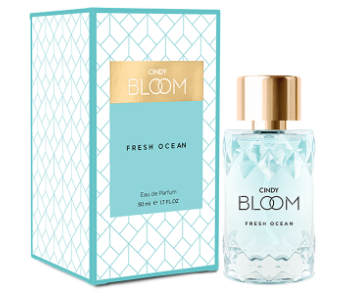 CINDY
BLOOM
FRESH OCEAN
Eau de Parfum
50 ml e 1.7 FL.OZ
CINDY
BLOOM
FRESH OCEAN